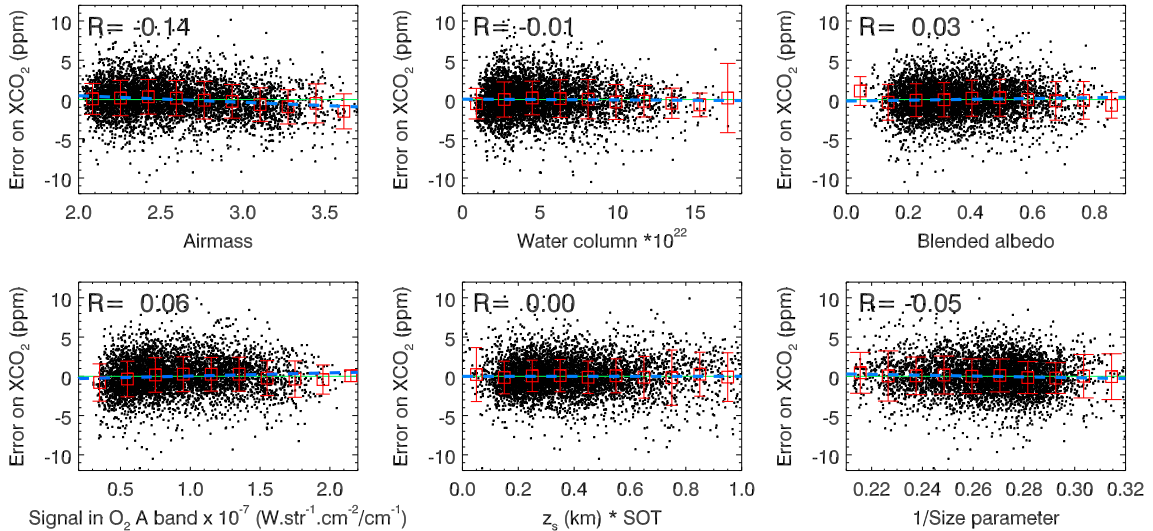 R= -0.14
R= -0.01
R= 0.03
Error on XCO2 (ppm)
10
5
0
-5
-10
2.0 2.5 3.0 3.5
Airmass
Error on XCO2 (ppm)
10
5
0
-5
-10
0 5 10 15
Water column *10^22
Error on XCO2 (ppm)
10
5
0
-5
-10
0.0 0.2 0.4 0.6 0.8
Blended albedo
R= 0.06
R= 0.00
R= -0.05
Error on XCO2 (ppm)
10
5
0
-5
-10
0.5 1.0 1.5 2.0
Signal in O2 A band x 10^-7 (W.str^-1.cm^-2/cm^-1)
Error on XCO2 (ppm)
10
5
0
-5
-10
0.0 0.2 0.4 0.6 0.8 1.0
zs (km) * SOT
Error on XCO2 (ppm)
10
5
0
-5
-10
0.22 0.24 0.26 0.28 0.30 0.32
1/Size parameter